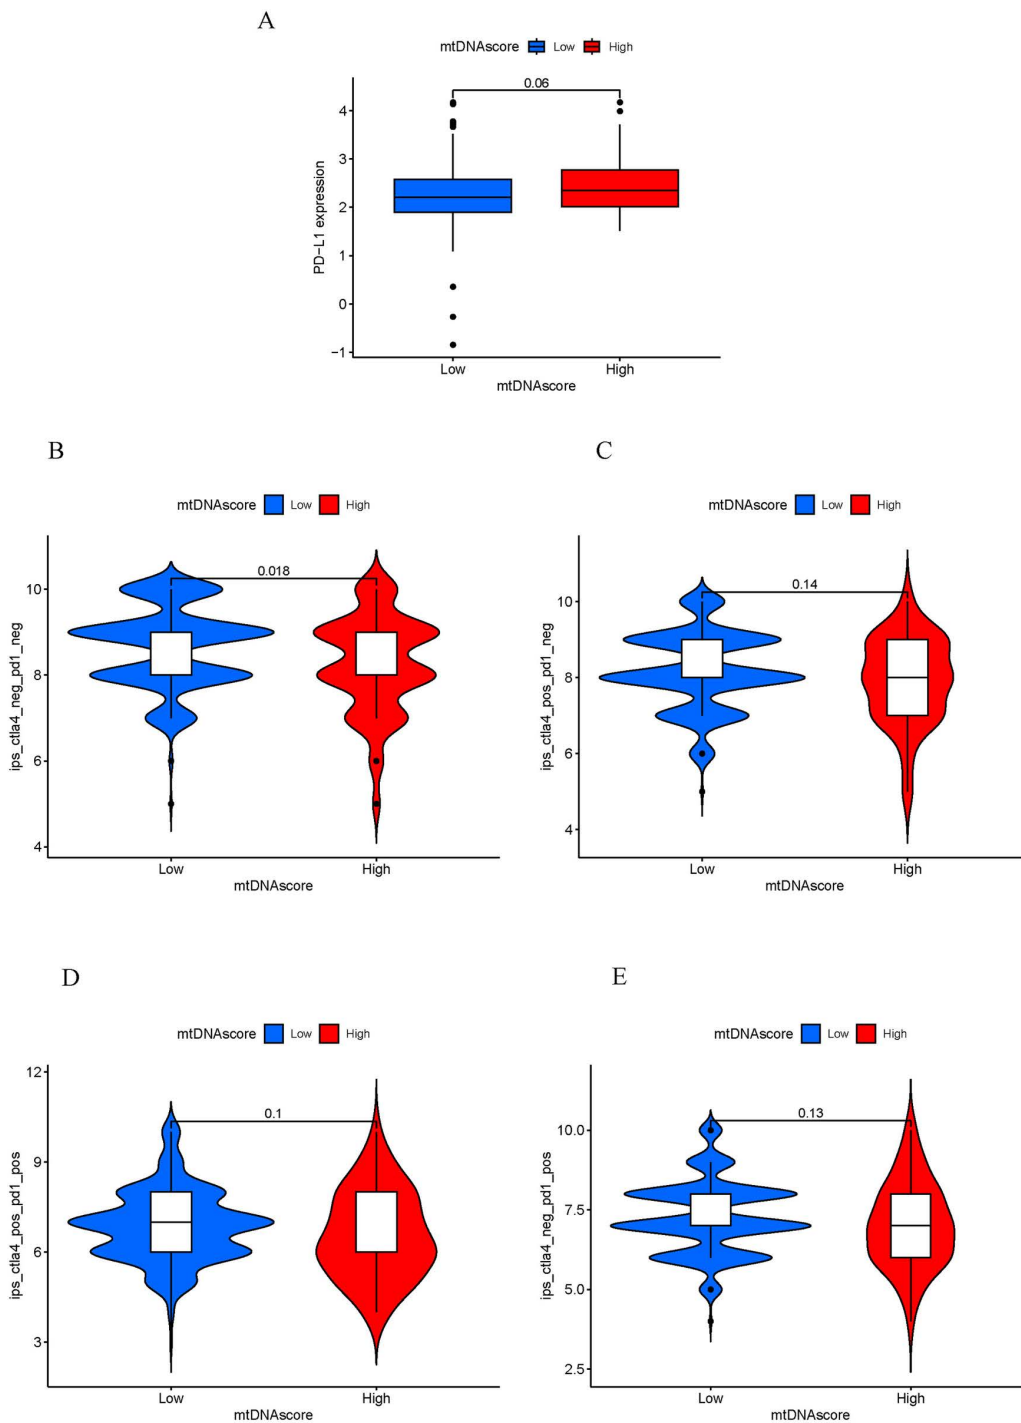 A
mtDNAscore Low High
0.06
4
3
2
1
0
−1
PD−L1 expression
Low High
mtDNAscore
B
mtDNAscore Low High
0.018
10
8
6
4
ips_ctla4_neg_pd1_neg
Low High
mtDNAscore
C
mtDNAscore Low High
0.14
10
8
6
4
ips_ctla4_pos_pd1_neg
Low High
mtDNAscore
D
mtDNAscore Low High
0.1
12
9
6
3
ips_ctla4_pos_pd1_pos
Low High
mtDNAscore
E
mtDNAscore Low High
0.13
10.0
7.5
5.0
2.5
ips_ctla4_neg_pd1_pos
Low High
mtDNAscore